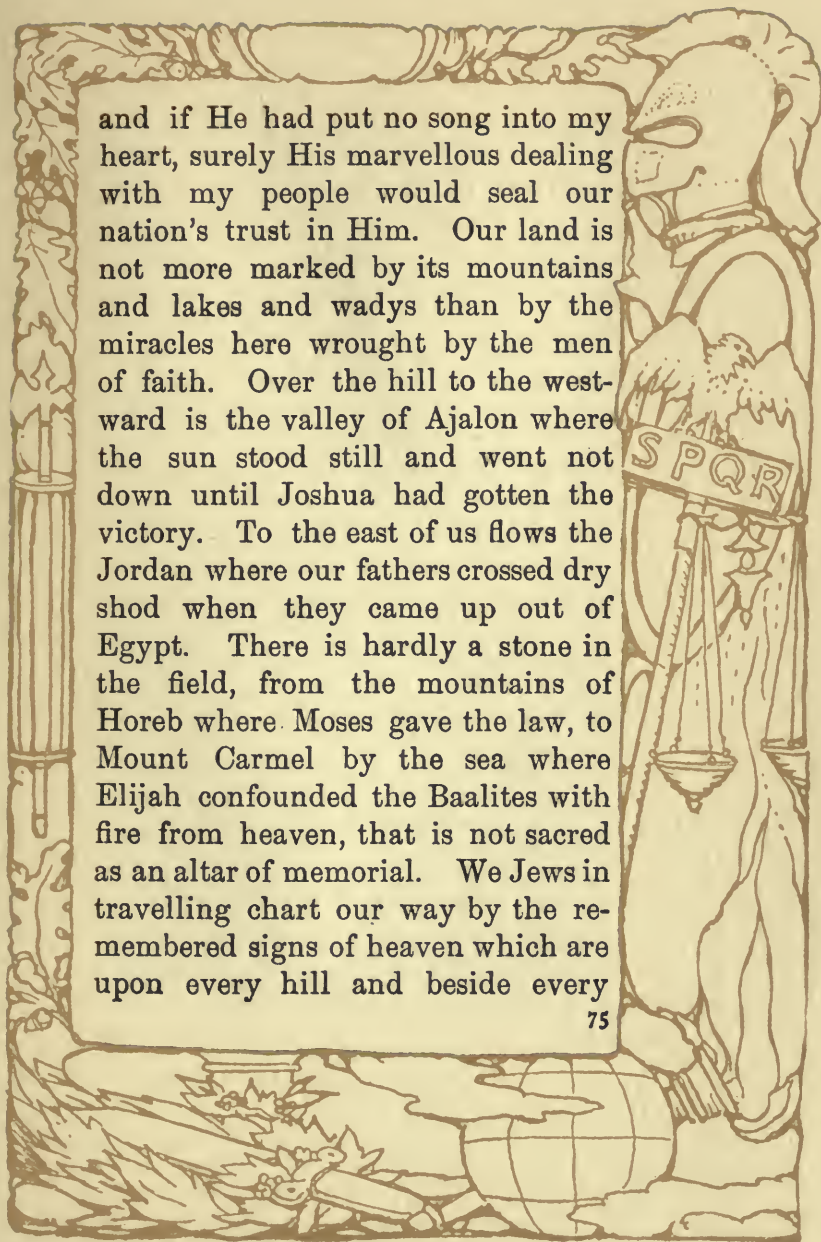 and if He had put no song into my
heart, surely His marvellous dealing
with my people would seal our
nation's trust in Him. Our land is
not more marked by its mountains
and lakes and wadys than by the
miracles here wrought by the men
of faith. Over the hill to the west-
ward is the valley of Ajalon where
the sun stood still and went not
down until Joshua had gotten the
victory. To the east of us flows the
Jordan where our fathers crossed dry
shod when they came up out of
Egypt. There is hardly a stone in
the field, from the mountains of
Horeb where Moses gave the law, to
Mount Carmel by the sea where
Elijah confounded the Baalites with
fire from heaven, that is not sacred
as an altar of memorial. We Jews in
travelling chart our way by the re-
membered signs of heaven which are
upon every hill and beside every
75
SPQR